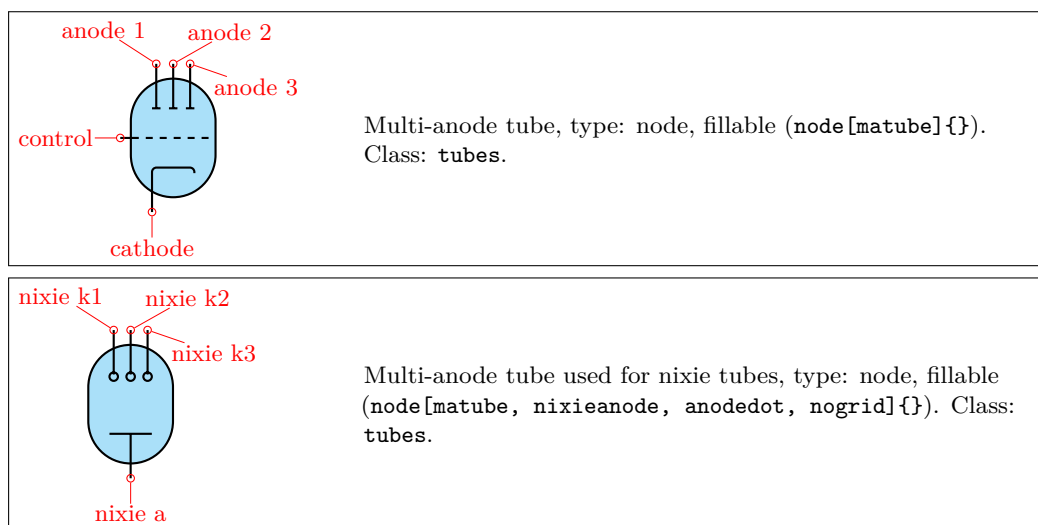 anode 1
anode 2
anode 3
control
cathode
Multi-anode tube, type: node, fillable (node[matube]{}).
Class: tubes.
nixie k1
nixie k2
nixie k3
nixie a
Multi-anode tube used for nixie tubes, type: node, fillable
(node[matube, nixieanode, anodedot, nogrid]{}). Class:
tubes.